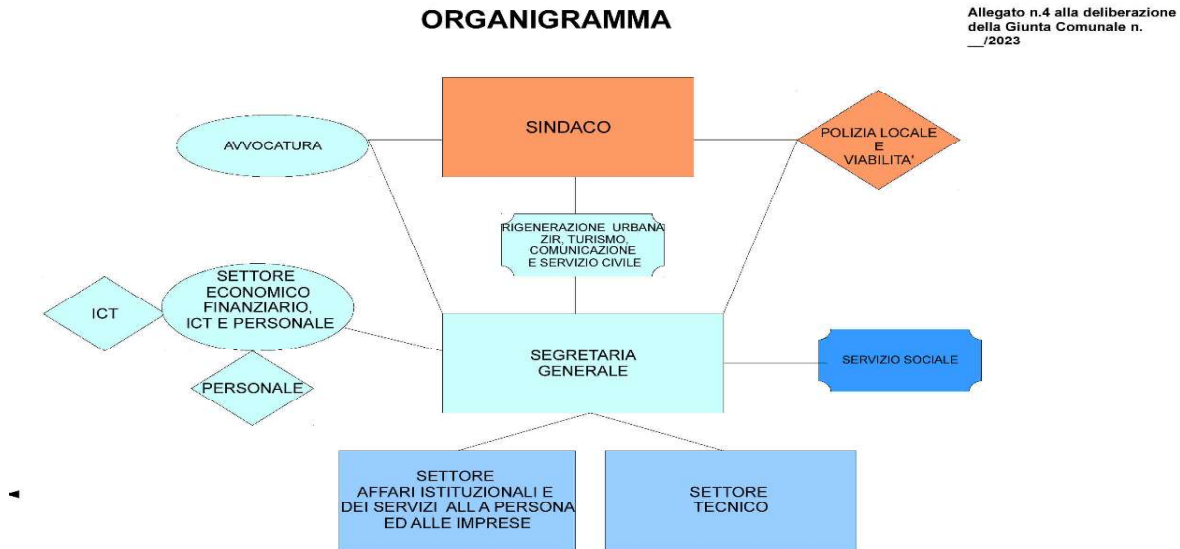 ORGANIGRAMMA
Allegato n.4 alla deliberazione
della Giunta Comunale n.
__/2023
SINDACO
AVVOCATURA
POLIZIA LOCALE
E
VIABILITA'
RIGENERAZIONE URBANA
ZIR, TURISMO,
COMUNICAZIONE
E SERVIZIO CIVILE
SETTORE
ECONOMICO
FINANZIARIO,
ICT E PERSONALE
ICT
PERSONALE
SEGRETARIA
GENERALE
SERVIZIO SOCIALE
SETTORE
AFFARI ISTITUZIONALI E
DEI SERVIZI ALLA PERSONA
ED ALLE IMPRESE
SETTORE
TECNICO